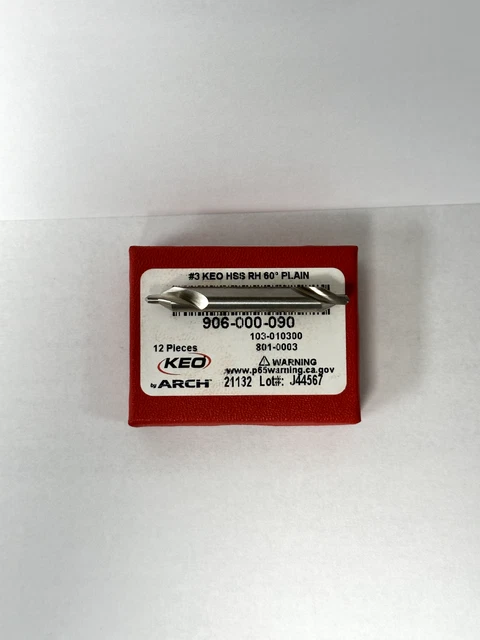 #3 KEO HSS RH 60° PLAIN
906-000-090
103-010300
12 Pieces
801-0003
KEO
WARNING
www.p65warning.ca.gov
by ARCH™
21132 Lot#: J44567